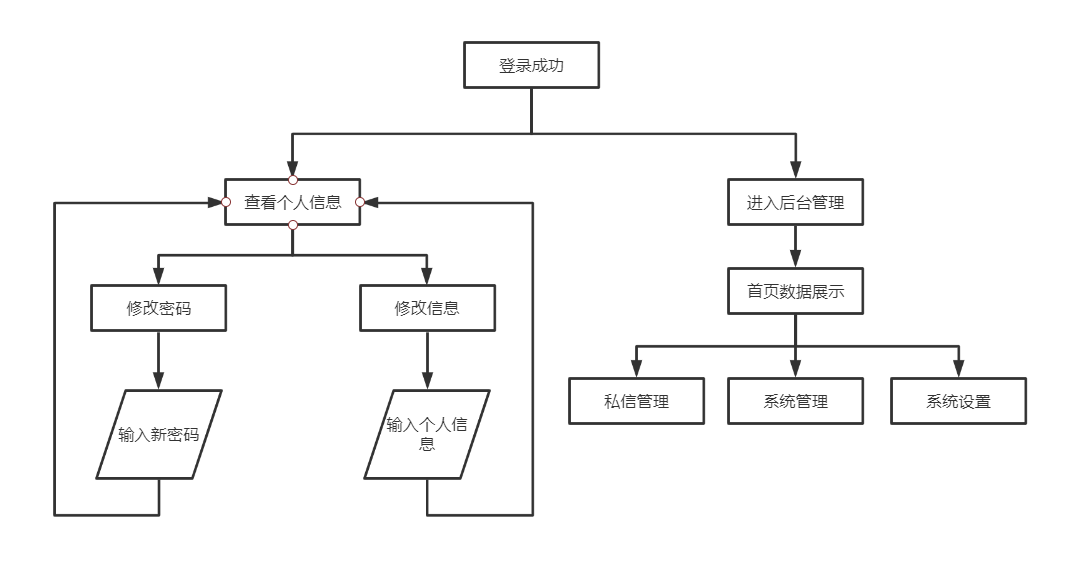 登录成功
查看个人信息
进入后台管理
首页数据展示
修改密码
修改信息
私信管理
系统管理
系统设置
输入新密码
输入个人信
息